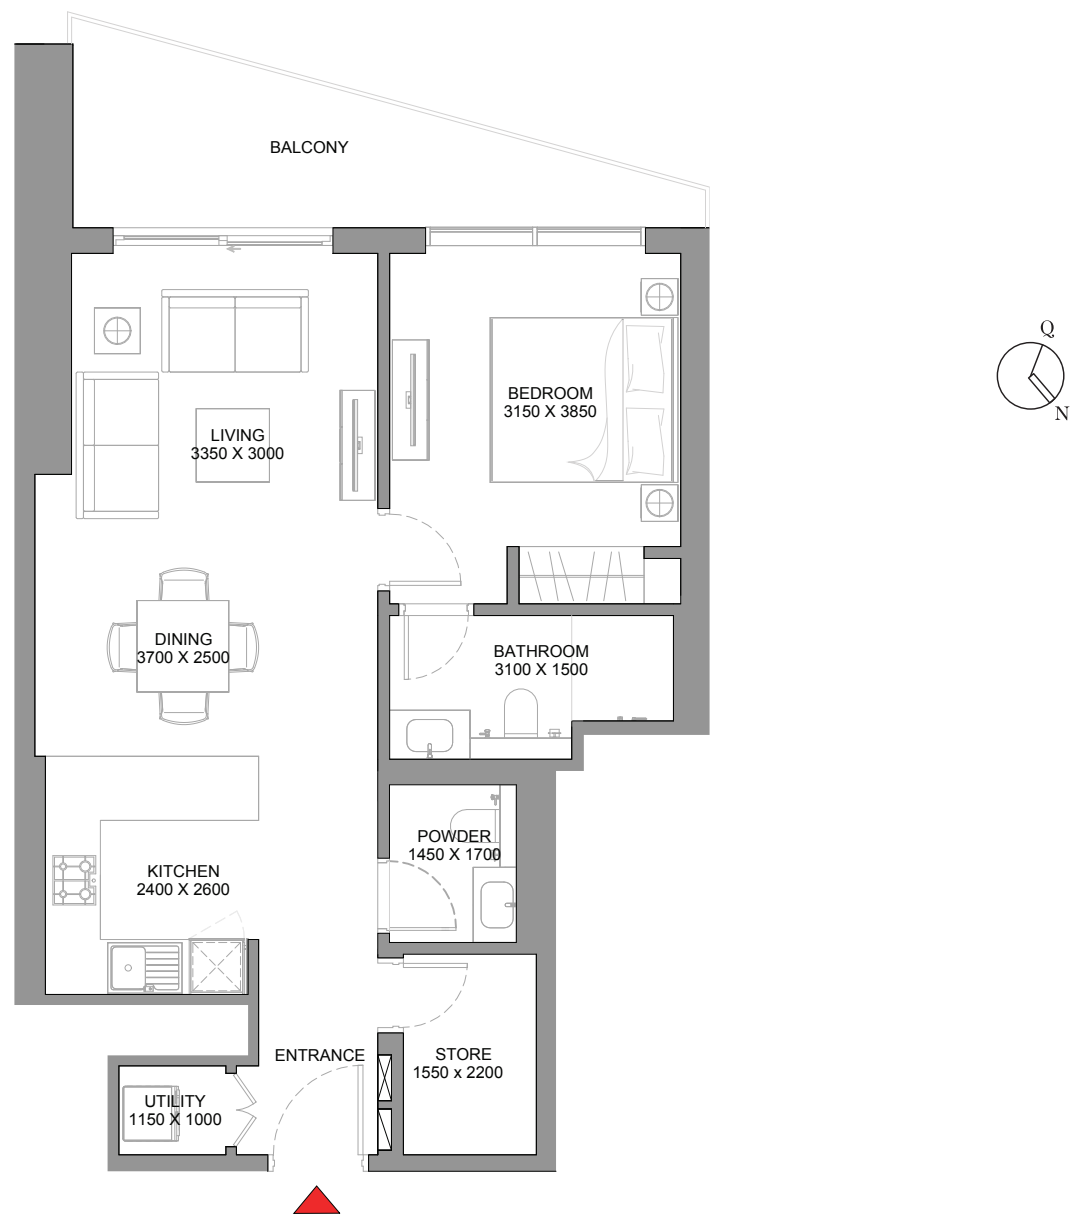 BALCONY
Q
N
BEDROOM
3150 X 3850
LIVING
3350 X 3000
DINING
3700 X 2500
BATHROOM
3100 X 1500
POWDER
1450 X 1700
KITCHEN
2400 X 2600
ENTRANCE
STORE
1550 x 2200
UTILITY
1150 X 1000